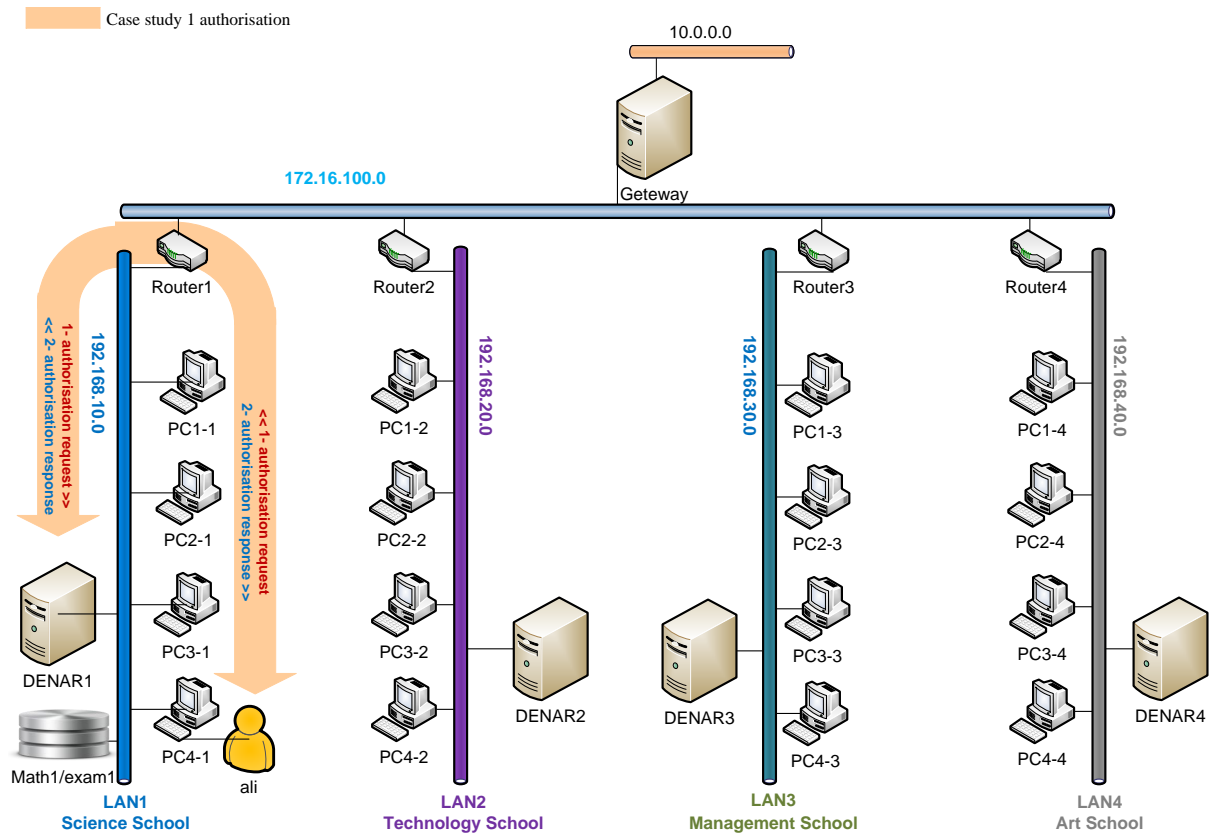 Case study 1 authorisation
10.0.0.0
Geteway
172.16.100.0
Router1
Router2
Router3
Router4
1- authorisation request >>
<< 2- authorisation response
192.168.10.0
<< 1- authorisation request
2- authorisation response >>
192.168.20.0
192.168.30.0
192.168.40.0
PC1-1
PC1-2
PC1-3
PC1-4
PC2-1
PC2-2
PC2-3
PC2-4
PC3-1
PC3-2
PC3-3
PC3-4
DENAR1
DENAR2
DENAR3
DENAR4
PC4-1
PC4-2
PC4-3
PC4-4
Math1/exam1
ali
LAN1
Science School
LAN2
Technology School
LAN3
Management School
LAN4
Art School